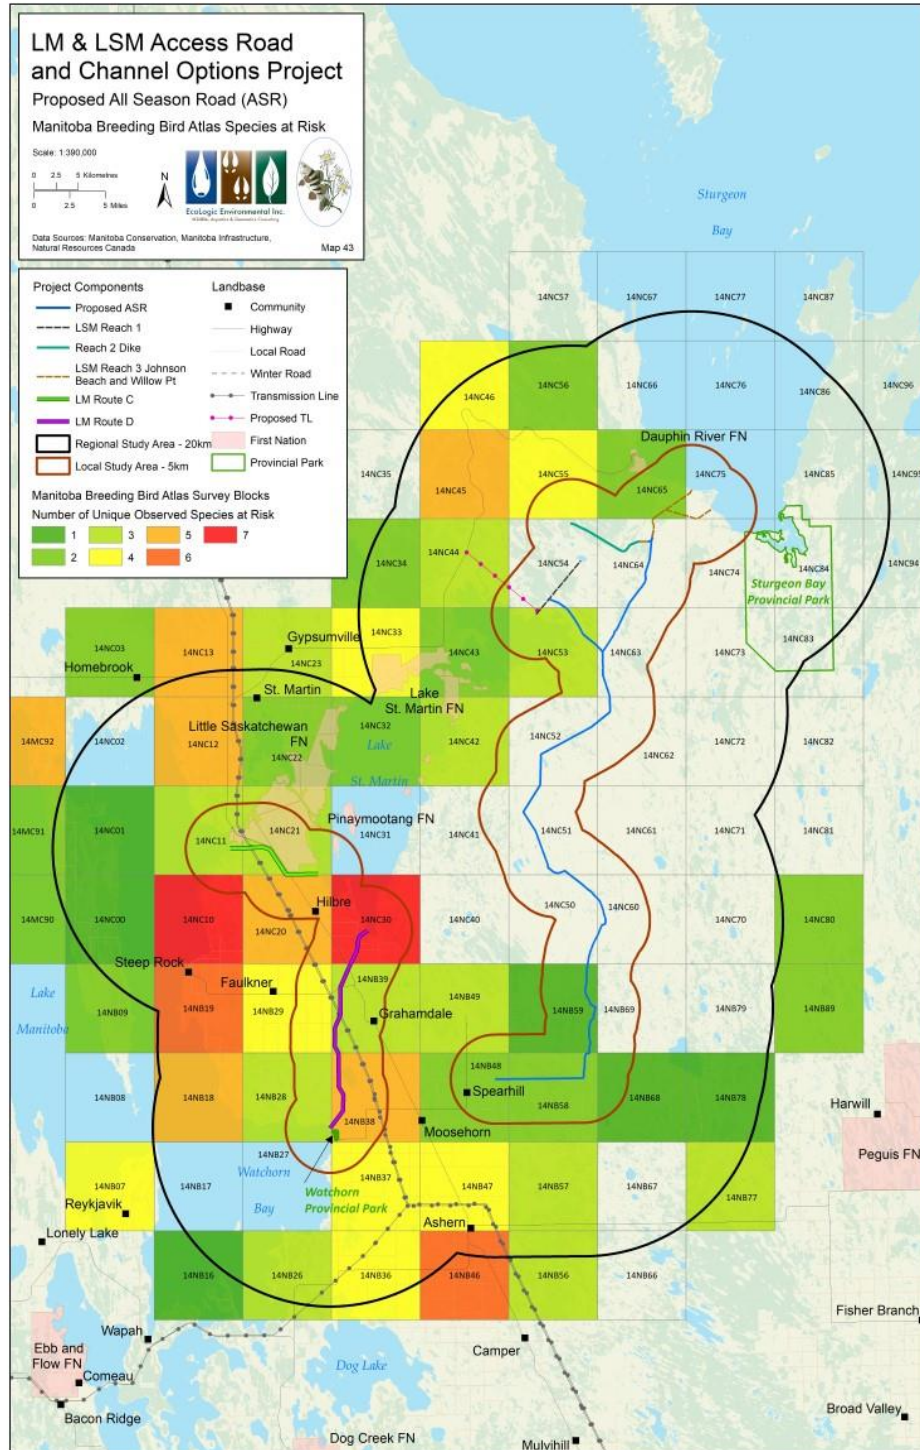 LM & LSM Access Road
and Channel Options Project
Proposed All Season Road (ASR)
Manitoba Breeding Bird Atlas Species at Risk
Scale: 1:390,000
0 2.5 5 Kilometres
0 2.5 5 Miles
N
EcoLogic Environmental Inc.
Data Sources: Manitoba Conservation, Manitoba Infrastructure,
Natural Resources Canada
Map 43
Project Components
Proposed ASR
LSM Reach 1
Reach 2 Dike
LSM Reach 3 Johnson
Beach and Willow Pt
LM Route C
LM Route D
Regional Study Area - 20km
Local Study Area - 5km
Landbase
Community
Highway
Local Road
Winter Road
Transmission Line
Proposed TL
First Nation
Provincial Park
Manitoba Breeding Bird Atlas Survey Blocks
Number of Unique Observed Species at Risk
1 3 5 7
2 4 6
Sturgeon
Bay
14NC57 14NC67 14NC77 14NC87
14NC46 14NC56 14NC66 14NC76 14NC86 14NC96
Dauphin River FN
14NC35 14NC45 14NC55 14NC65 14NC75 14NC85 14NC95
14NC34 14NC44 14NC54 14NC64 14NC74 14NC84 14NC94
Sturgeon Bay
Provincial Park
14NC03 14NC13 14NC23 14NC33 14NC43 14NC53 14NC63 14NC73 14NC83
Gypsumville
Homebrook
St. Martin
Lake
St. Martin FN
Little Saskatchewan
FN
14MC92 14NC02 14NC12 14NC22 14NC32 14NC42 14NC52 14NC62 14NC72 14NC82
Lake
St. Martin
Pinaymootang FN
14MC91 14NC01 14NC11 14NC21 14NC31 14NC41 14NC51 14NC61 14NC71 14NC81
14MC90 14NC00 14NC10 14NC20 14NC30 14NC40 14NC50 14NC60 14NC70 14NC80
Hilbre
Steep Rock
Faulkner
Lake
Manitoba
14NB09 14NB19 14NB29 14NB39 14NB49 14NB59 14NB69 14NB79 14NB89
Grahamdale
14NB08 14NB18 14NB28 14NB38 14NB48 14NB58 14NB68 14NB78
Spearhill
Moosehorn
Harwill
Peguis FN
14NB07 14NB17 14NB27 14NB37 14NB47 14NB57 14NB67 14NB77
Watchorn
Bay
Watchorn
Provincial Park
Reykjavik
Lonely Lake
Ashern
14NB16 14NB26 14NB36 14NB46 14NB56 14NB66
Fisher Branch
Wapah
Ebb and
Flow FN
Comeau
Bacon Ridge
Dog Lake
Camper
Broad Valley
Dog Creek FN
Mulvihill